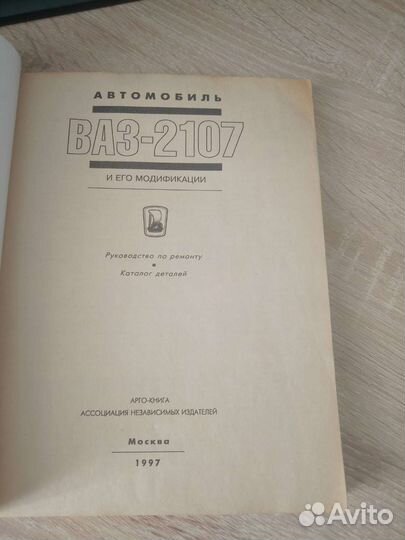 АВТОМОБИЛЬ
ВАЗ-2107
И ЕГО МОДИФИКАЦИИ
Руководство по ремонту
Каталог деталей
АРГО-КНИГА
АССОЦИАЦИЯ НЕЗАВИСИМЫХ ИЗДАТЕЛЕЙ
Москва
1997
Avito